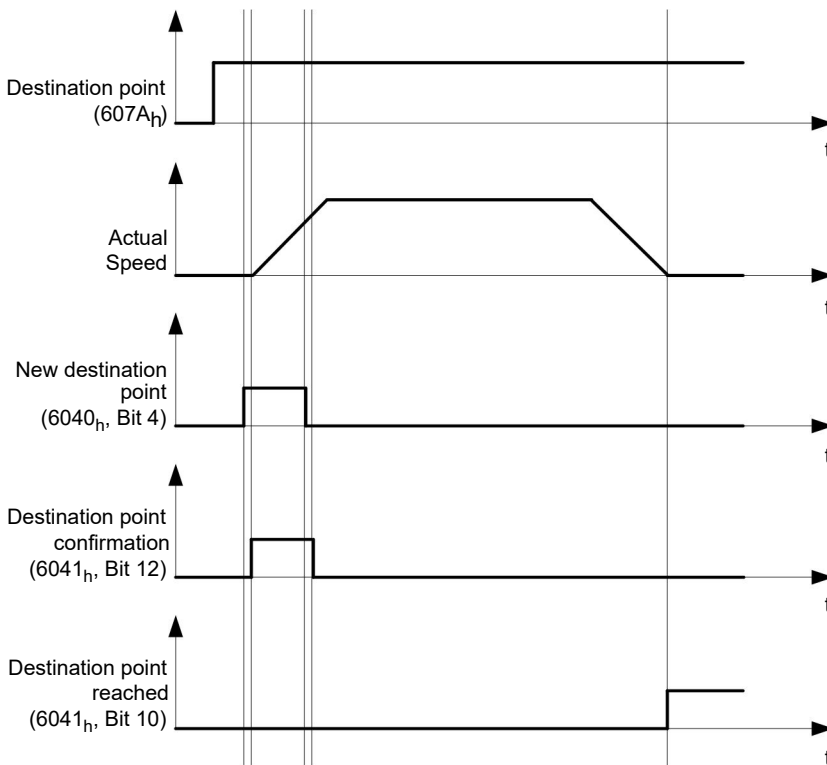 Destination point
(607Ah)
t
Actual
Speed
t
New destination
point
(6040h, Bit 4)
t
Destination point
confirmation
(6041h, Bit 12)
t
Destination point
reached
(6041h, Bit 10)
t